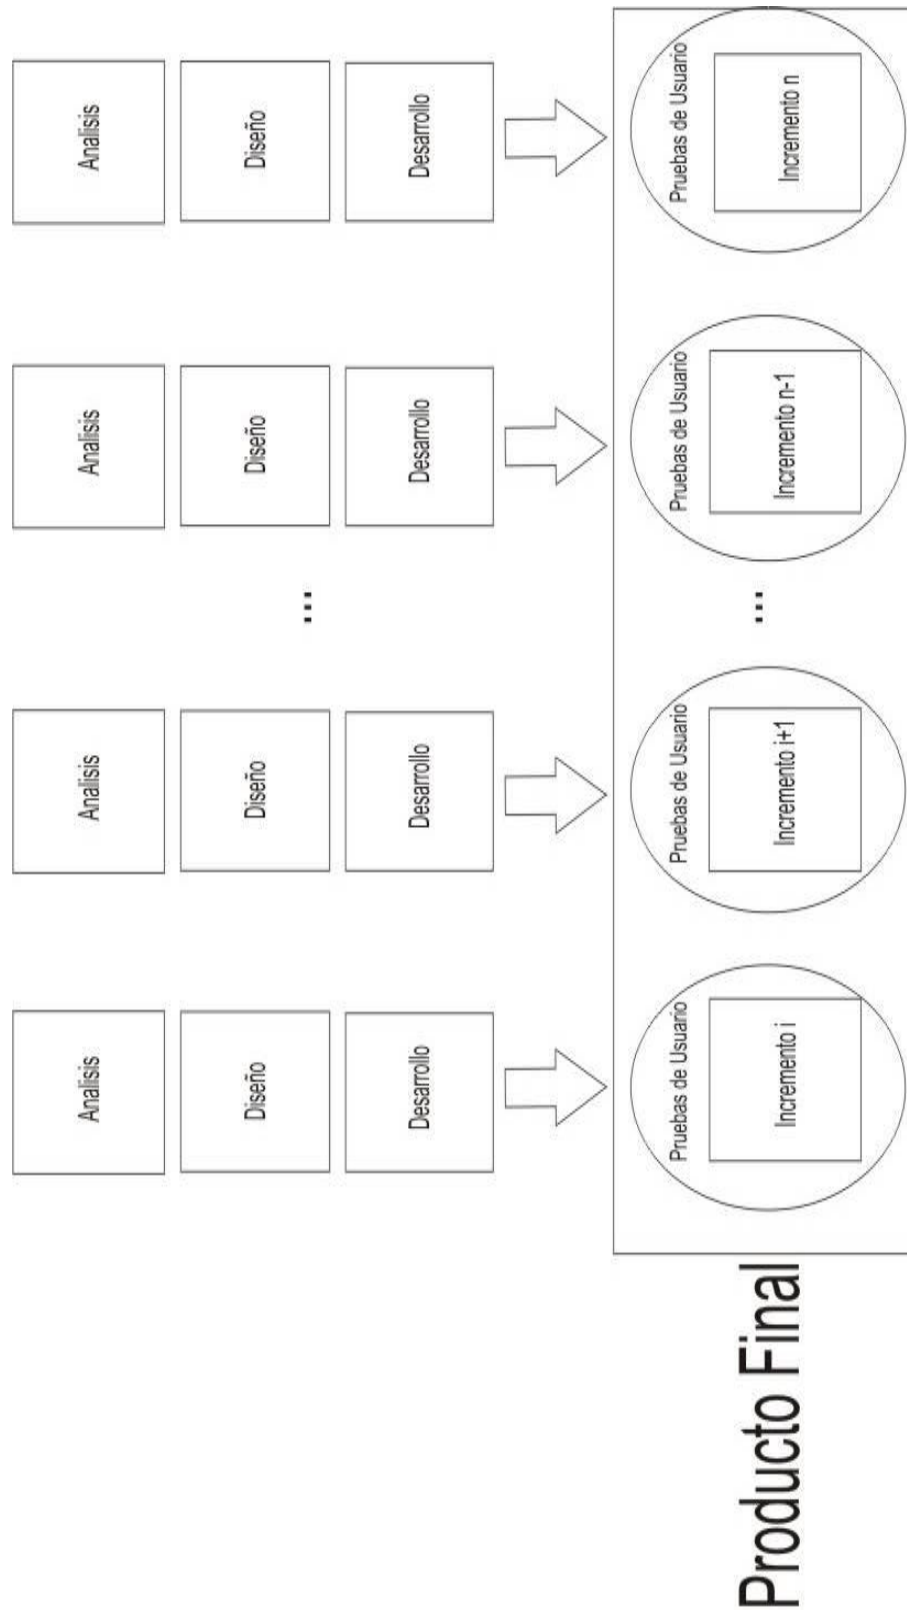 Analisis
Analisis
Analisis
Analisis
Diseño
Diseño
...
Diseño
Diseño
Desarrollo
Desarrollo
Desarrollo
Desarrollo
Producto Final
Pruebas de Usuario
Incremento i
Pruebas de Usuario
Incremento i+1
...
Pruebas de Usuario
Incremento n-1
Pruebas de Usuario
Incremento n